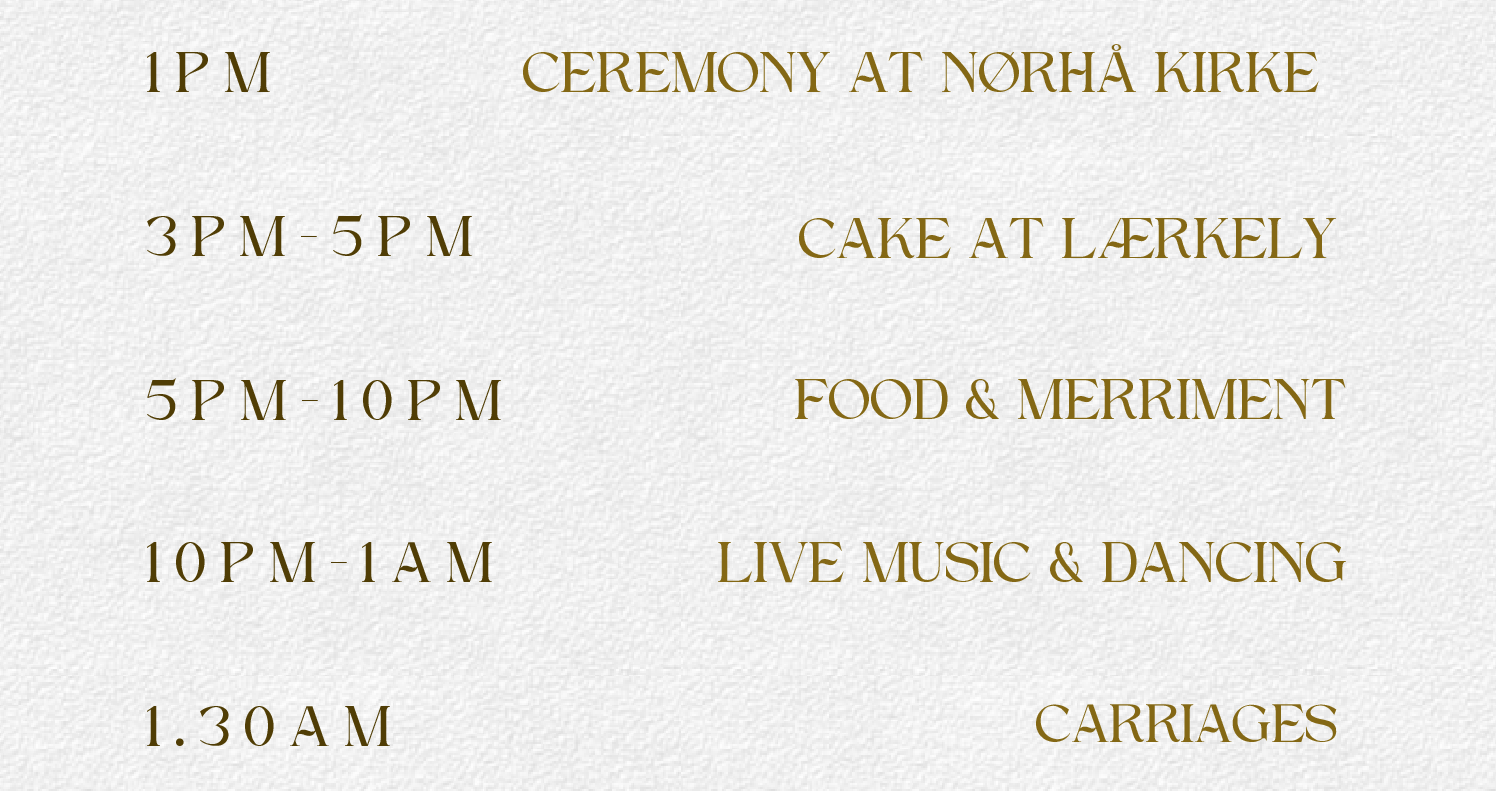 1PM CEREMONY AT NØRHÅ KIRKE
3PM-5PM CAKE AT LÆRKELY
5PM-10PM FOOD & MERRIMENT
10PM-1AM LIVE MUSIC & DANCING
1.30AM CARRIAGES